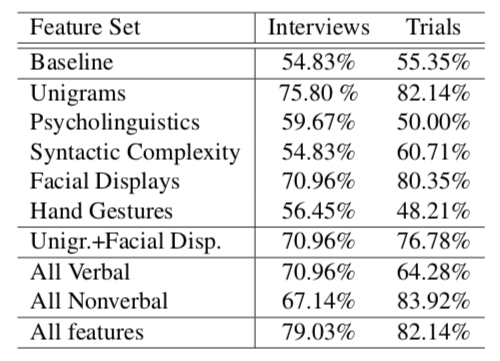 Feature Set Interviews Trials
Baseline 54.83% 55.35%
Unigrams 75.80 % 82.14%
Psycholinguistics 59.67% 50.00%
Syntactic Complexity 54.83% 60.71%
Facial Displays 70.96% 80.35%
Hand Gestures 56.45% 48.21%
Unigr.+Facial Disp. 70.96% 76.78%
All Verbal 70.96% 64.28%
All Nonverbal 67.14% 83.92%
All features 79.03% 82.14%